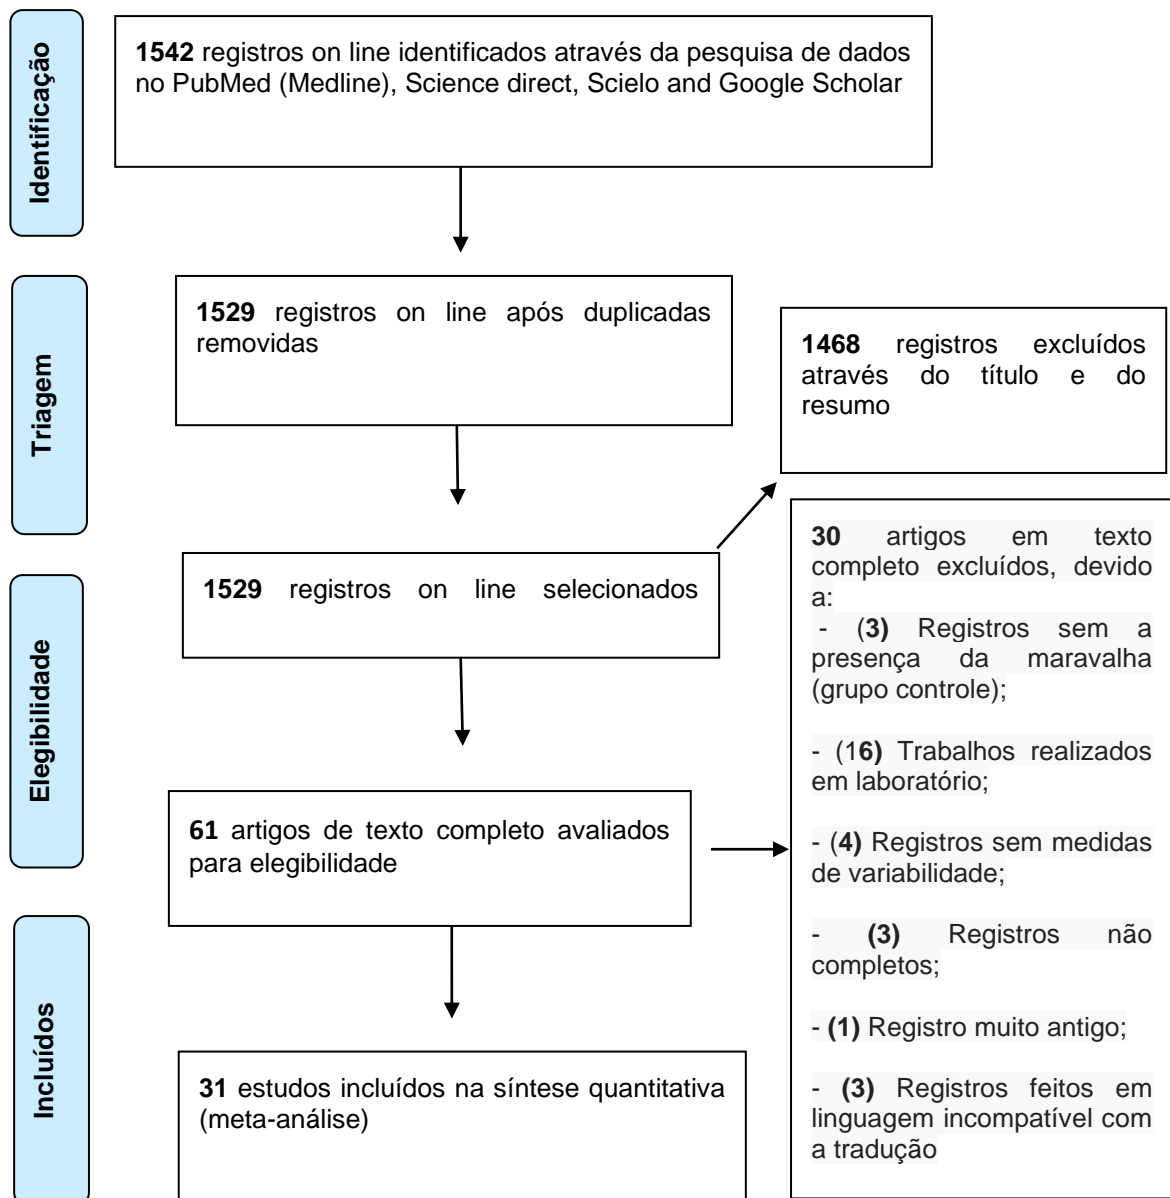 Identificação
1542 registros on line identificados através da pesquisa de dados
no PubMed (Medline), Science direct, Scielo and Google Scholar
Triagem
1529 registros on line após duplicadas
removidas
1468 registros excluídos
através do título e do
resumo
Elegibilidade
1529 registros on line selecionados
61 artigos de texto completo avaliados
para elegibilidade
30 artigos em texto
completo excluídos, devido
a:
- (3) Registros sem a
presença da maravalha
(grupo controle);
- (16) Trabalhos realizados
em laboratório;
- (4) Registros sem medidas
de variabilidade;
- (3) Registros não
completos;
- (1) Registro muito antigo;
- (3) Registros feitos em
linguagem incompatível com
a tradução
Incluídos
31 estudos incluídos na síntese quantitativa
(meta-análise)